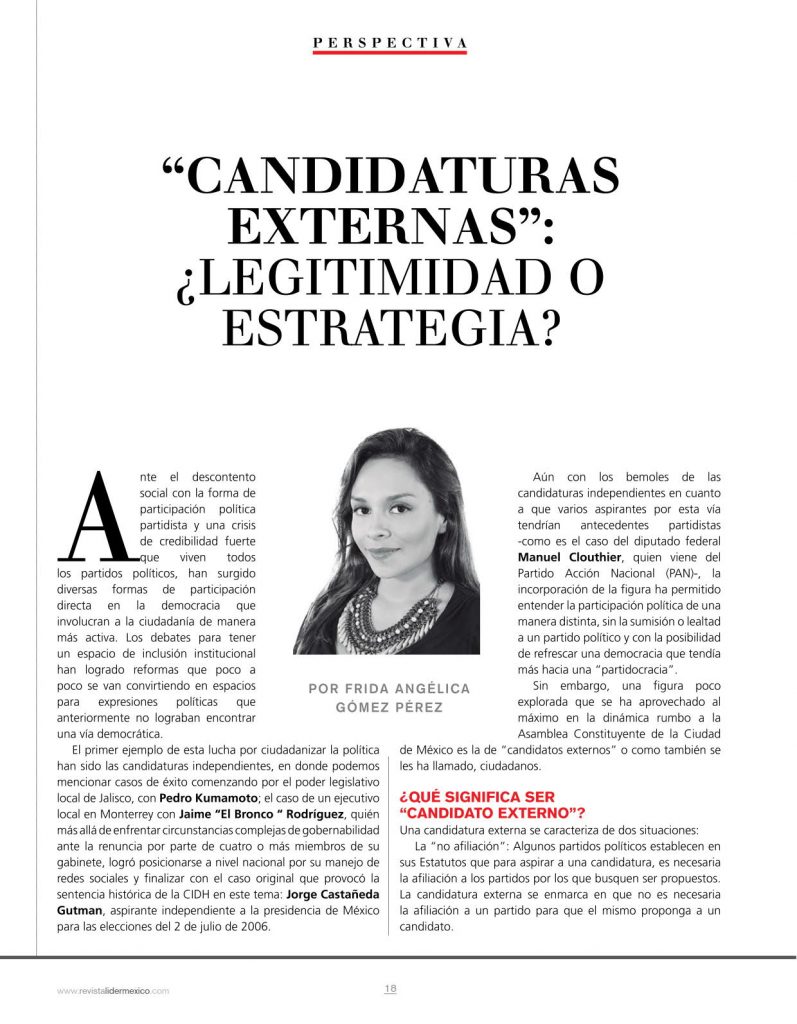 PERSPECTIVA
“CANDIDATURAS
EXTERNAS”:
¿LEGITIMIDAD O
ESTRATEGIA?
Ante el descontento
social con la forma de
participación política
partidista y una crisis
de credibilidad fuerte
que viven todos
los partidos políticos, han surgido
diversas formas de participación
directa en la democracia que
involucran a la ciudadanía de manera
más activa. Los debates para tener
un espacio de inclusión institucional
han logrado reformas que poco a
poco se van convirtiendo en espacios
para expresiones políticas que
anteriormente no lograban encontrar
una vía democrática.
El primer ejemplo de esta lucha por ciudadanizar la política
han sido las candidaturas independientes, en donde podemos
mencionar casos de éxito comenzando por el poder legislativo
local de Jalisco, con Pedro Kumamoto; el caso de un ejecutivo
local en Monterrey con Jaime “El Bronco “ Rodríguez, quién
más allá de enfrentar circunstancias complejas de gobernabilidad
ante la renuncia por parte de cuatro o más miembros de su
gabinete, logró posicionarse a nivel nacional por su manejo de
redes sociales y finalizar con el caso original que provocó la
sentencia histórica de la CIDH en este tema: Jorge Castañeda
Gutman, aspirante independiente a la presidencia de México
para las elecciones del 2 de julio de 2006.
POR FRIDA ANGÉLICA
GÓMEZ PÉREZ
Aún con los bemoles de las
candidaturas independientes en cuanto
a que varios aspirantes por esta vía
tendrían antecedentes partidistas
-como es el caso del diputado federal
Manuel Clouthier, quien viene del
Partido Acción Nacional (PAN)-, la
incorporación de la figura ha permitido
entender la participación política de una
manera distinta, sin la sumisión o lealtad
a un partido político y con la posibilidad
de refrescar una democracia que tendía
más hacia una “partidocracia”.
Sin embargo, una figura poco
explorada que se ha aprovechado al
máximo en la dinámica rumbo a la
Asamblea Constituyente de la Ciudad
de México es la de “candidatos externos” o como también se
les ha llamado, ciudadanos.
¿QUÉ SIGNIFICA SER
“CANDIDATO EXTERNO”?
Una candidatura externa se caracteriza de dos situaciones:
La “no afiliación”: Algunos partidos políticos establecen en
sus Estatutos que para aspirar a una candidatura, es necesaria
la afiliación a los partidos por los que busquen ser propuestos.
La candidatura externa se enmarca en que no es necesaria
la afiliación a un partido para que el mismo proponga a un
candidato.
www.revistalidermexico.com
18